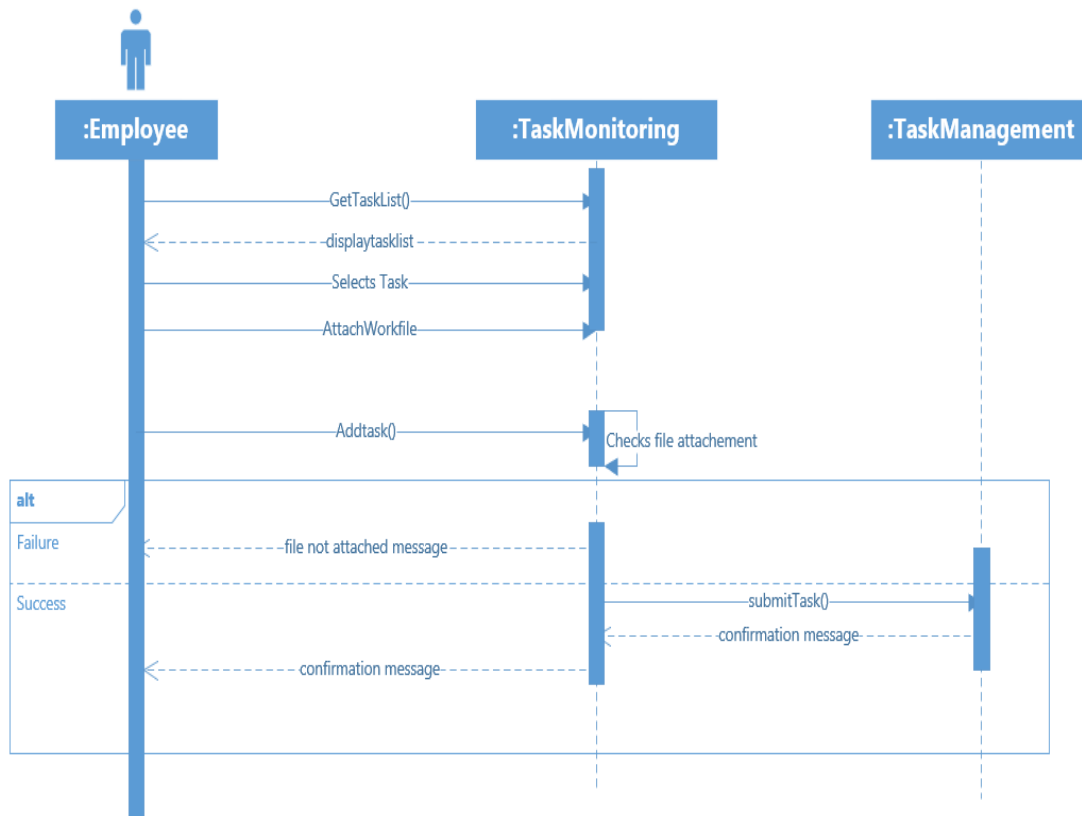 :Employee
:TaskMonitoring
:TaskManagement
GetTaskList()
displaytasklist
Selects Task
AttachWorkfile
Addtask()
Checks file attachement
alt
Failure
file not attached message
Success
submitTask()
confirmation message
confirmation message